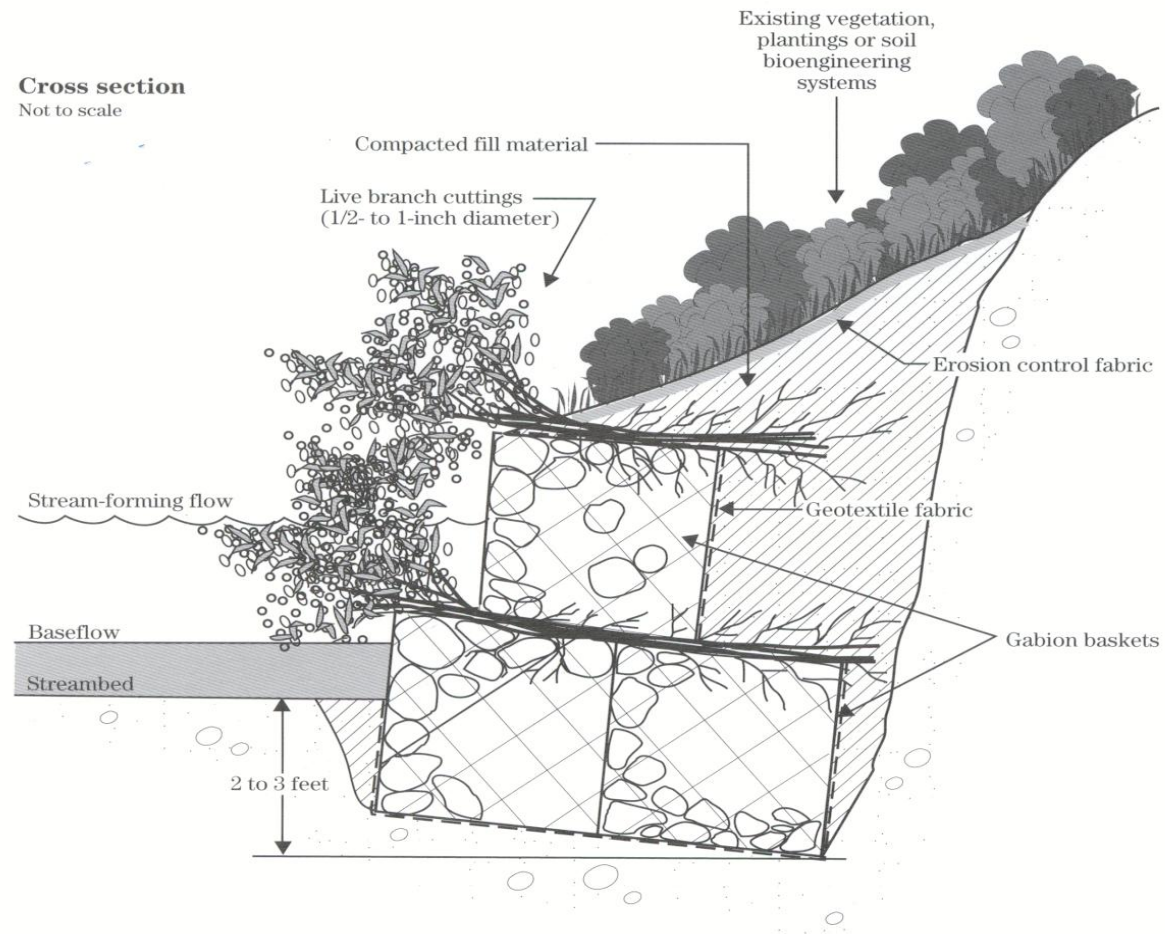 Cross section
Not to scale
Existing vegetation,
plantings or soil
bioengineering
systems
Compacted fill material
Live branch cuttings
(1/2- to 1-inch diameter)
Erosion control fabric
Stream-forming flow
Geotextile fabric
Baseflow
Gabion baskets
Streambed
2 to 3 feet